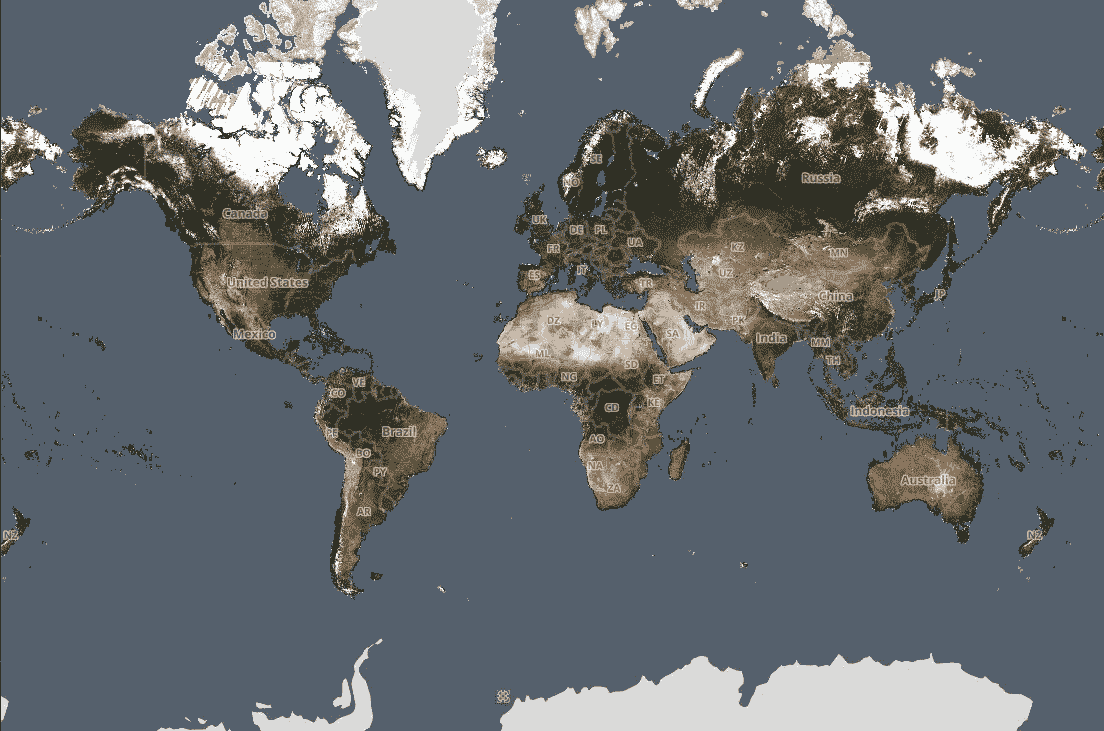 SE
NO
Russia
UK
Canada
DE
PL
FR
UA
KZ
MN
IT
UZ
ES
United States
TR
China
JP
IR
DZ
LY
EG
PK
SA
Mexico
India
MM
ML
TH
SD
NG
ET
VE
CO
KE
CD
Indonesia
PE
Brazil
AO
BO
NA
PY
Australia
ZA
AR
NZ
NZ